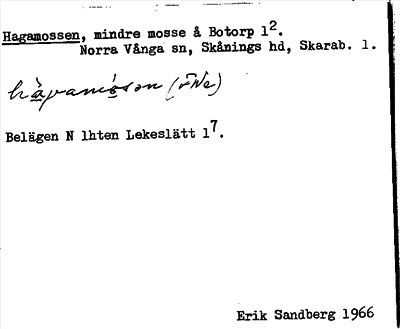 Hagamossen, mindre mosse å Botorp 1².
Norra Vånga sn, Skånings hd, Skarab. l.
Belägen N lhten Lekeslätt 1⁷.
Erik Sandberg 1966